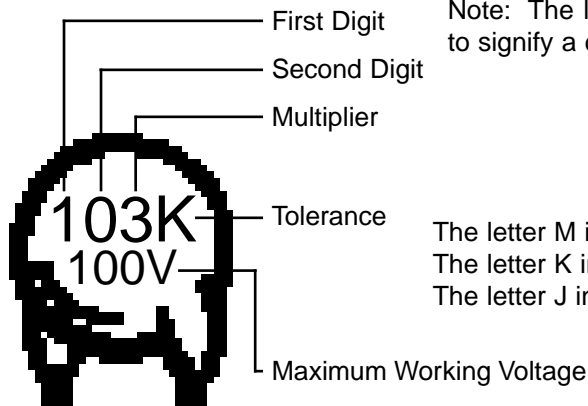 First Digit
Second Digit
Multiplier
Note: The
to signify a
103K
100V
Tolerance
The letter M
The letter K
The letter J
Maximum Working Voltage